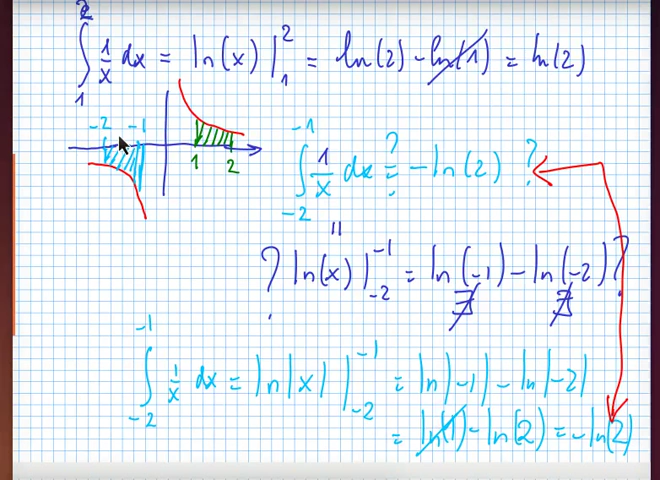 ∫₁² 1/x dx = ln(x) |₁² = ln(2) - ln(1) = ln(2)
-2 -1
1 2
∫₋₂⁻¹ 1/x dx ?= - ln(2) ?
||
? ln(x) |₋₂⁻¹ = ln(-1) - ln(-2) ?
∄ ∄
∫₋₂⁻¹ 1/x dx = ln|x| |₋₂⁻¹ = ln|-1| - ln|-2|
= ln(1) - ln(2) = -ln(2)